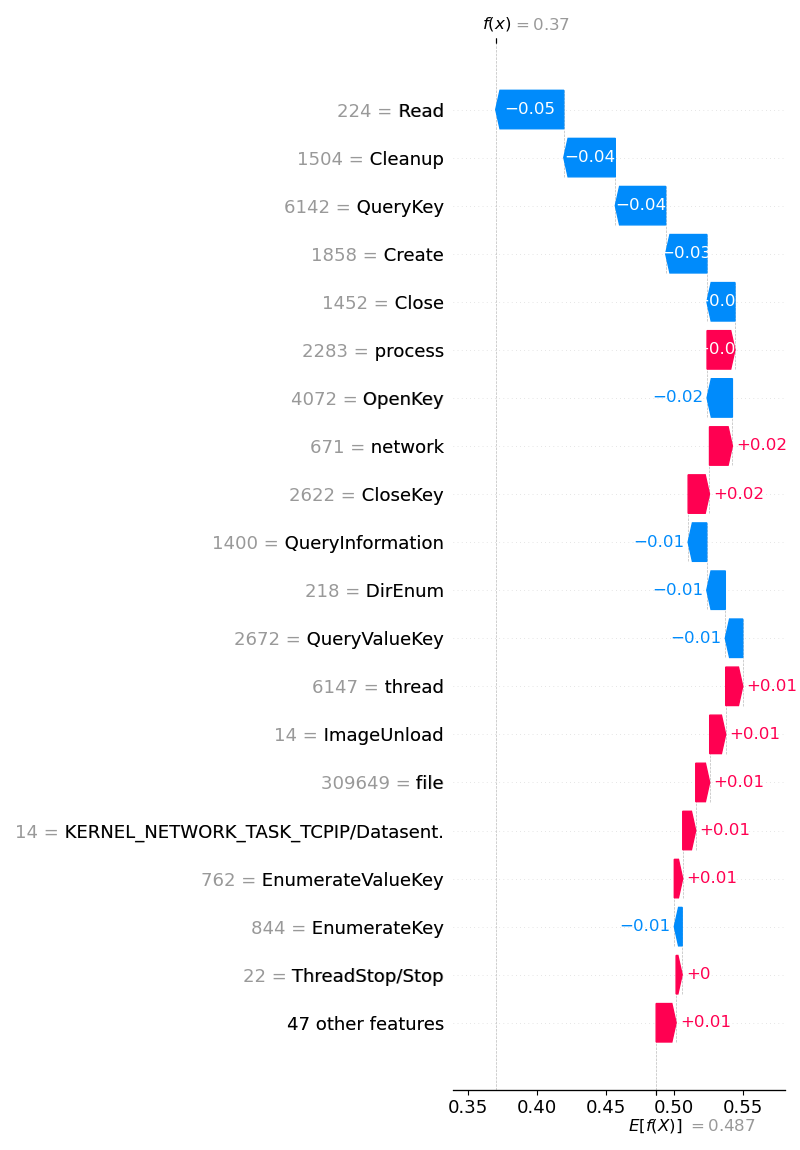 f(x) = 0.37
224 = Read
−0.05
1504 = Cleanup
−0.04
6142 = QueryKey
−0.04
1858 = Create
−0.03
1452 = Close
2283 = process
4072 = OpenKey
−0.02
671 = network
+0.02
2622 = CloseKey
+0.02
1400 = QueryInformation
−0.01
218 = DirEnum
−0.01
2672 = QueryValueKey
−0.01
6147 = thread
+0.01
14 = ImageUnload
+0.01
309649 = file
+0.01
14 = KERNEL_NETWORK_TASK_TCPIP/Datasent.
+0.01
762 = EnumerateValueKey
+0.01
844 = EnumerateKey
−0.01
22 = ThreadStop/Stop
+0
47 other features
+0.01
0.35 0.40 0.45 0.50 0.55
E[f(X)] = 0.487